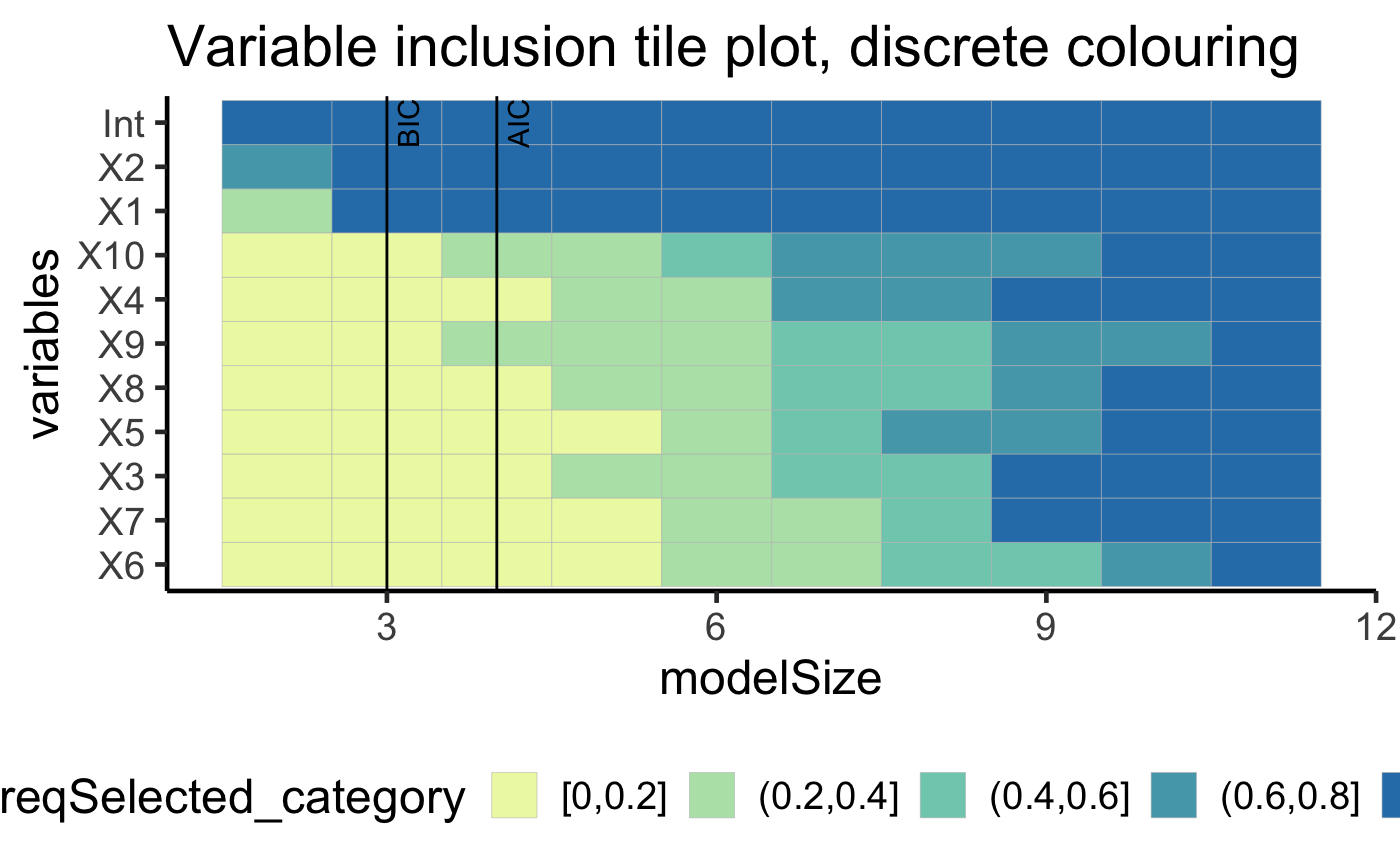 Variable inclusion tile plot, discrete colouring
BIC
AIC
Int
X2
X1
X10
X4
X9
X8
X5
X3
X7
X6
variables
3 6 9 12
modelSize
reqSelected_category [0,0.2] (0.2,0.4] (0.4,0.6] (0.6,0.8]